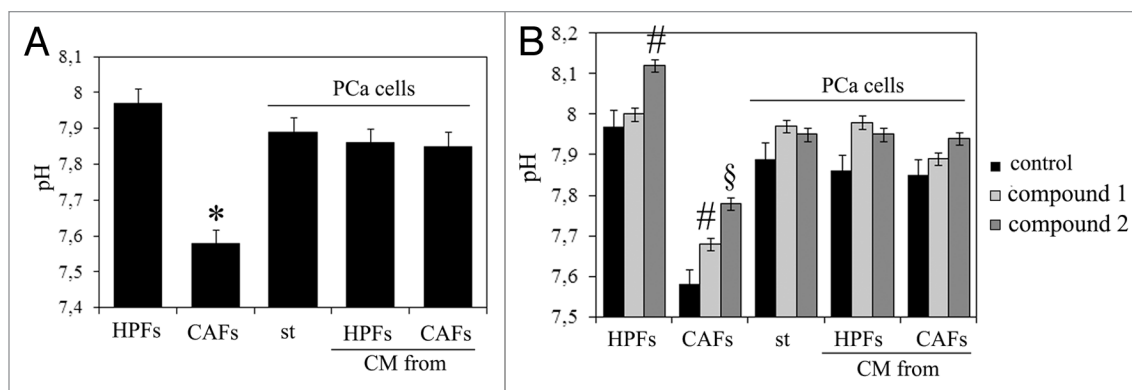 A
8,1
8
7,9
7,8
7,7
7,6
7,5
7,4
pH
PCa cells
*
HPFs CAFs st HPFs CAFs
CM from
B
8,2
8,1
8
7,9
7,8
7,7
7,6
7,5
pH
#
# §
PCa cells
HPFs CAFs st HPFs CAFs
CM from
control
compound 1
compound 2